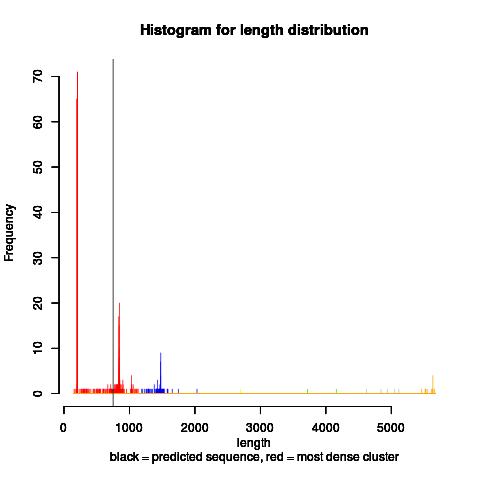 Histogram for length distribution
70
60
50
40
30
20
10
0
Frequency
0 1000 2000 3000 4000 5000
length
black = predicted sequence, red = most dense cluster